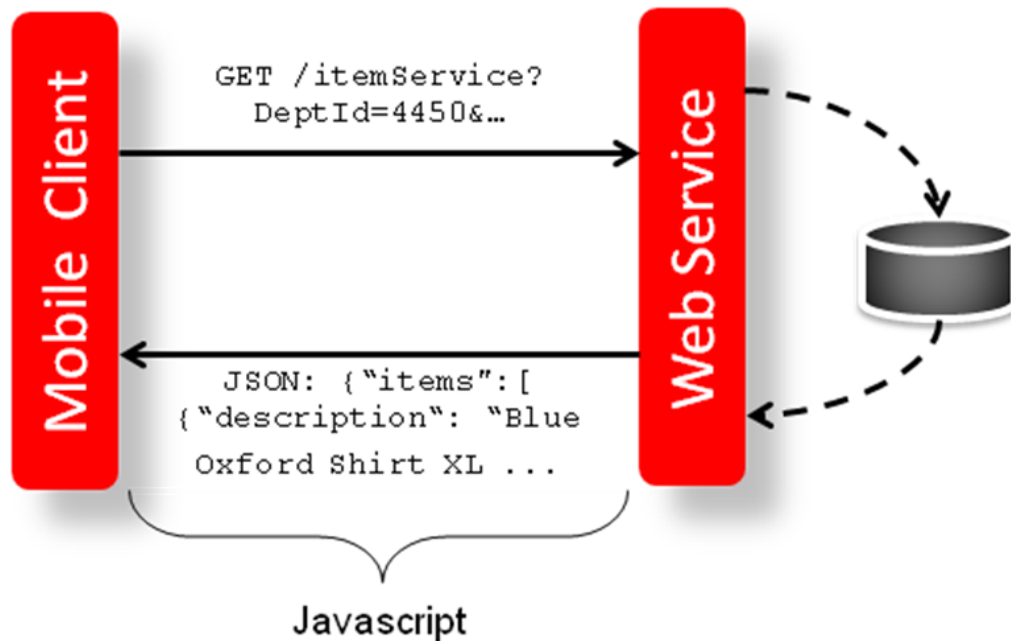 Mobile Client
GET /itemService?
DeptId=4450&…
Web Service
JSON: {“items”:[
{“description“: “Blue
Oxford Shirt XL ...
Javascript